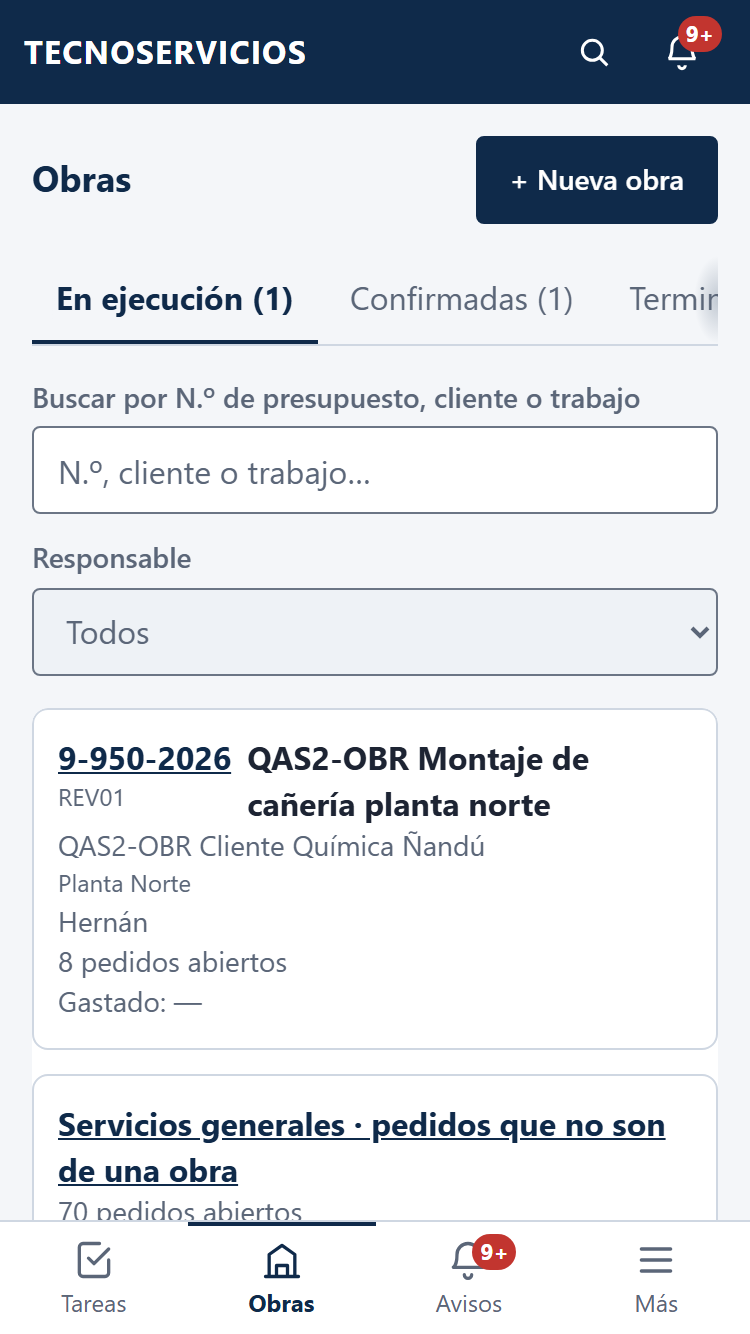 TECNOSERVICIOS
9+
Obras
+ Nueva obra
En ejecución (1)
Confirmadas (1)
Buscar por N.º de presupuesto, cliente o trabajo
N.º, cliente o trabajo...
Responsable
Todos
9-950-2026 QAS2-OBR Montaje de
REV01 cañería planta norte
QAS2-OBR Cliente Química Ñandú
Planta Norte
Hernán
8 pedidos abiertos
Gastado: —
Servicios generales · pedidos que no son
de una obra
70 pedidos abiertos
9+
Tareas
Obras
Avisos
Más